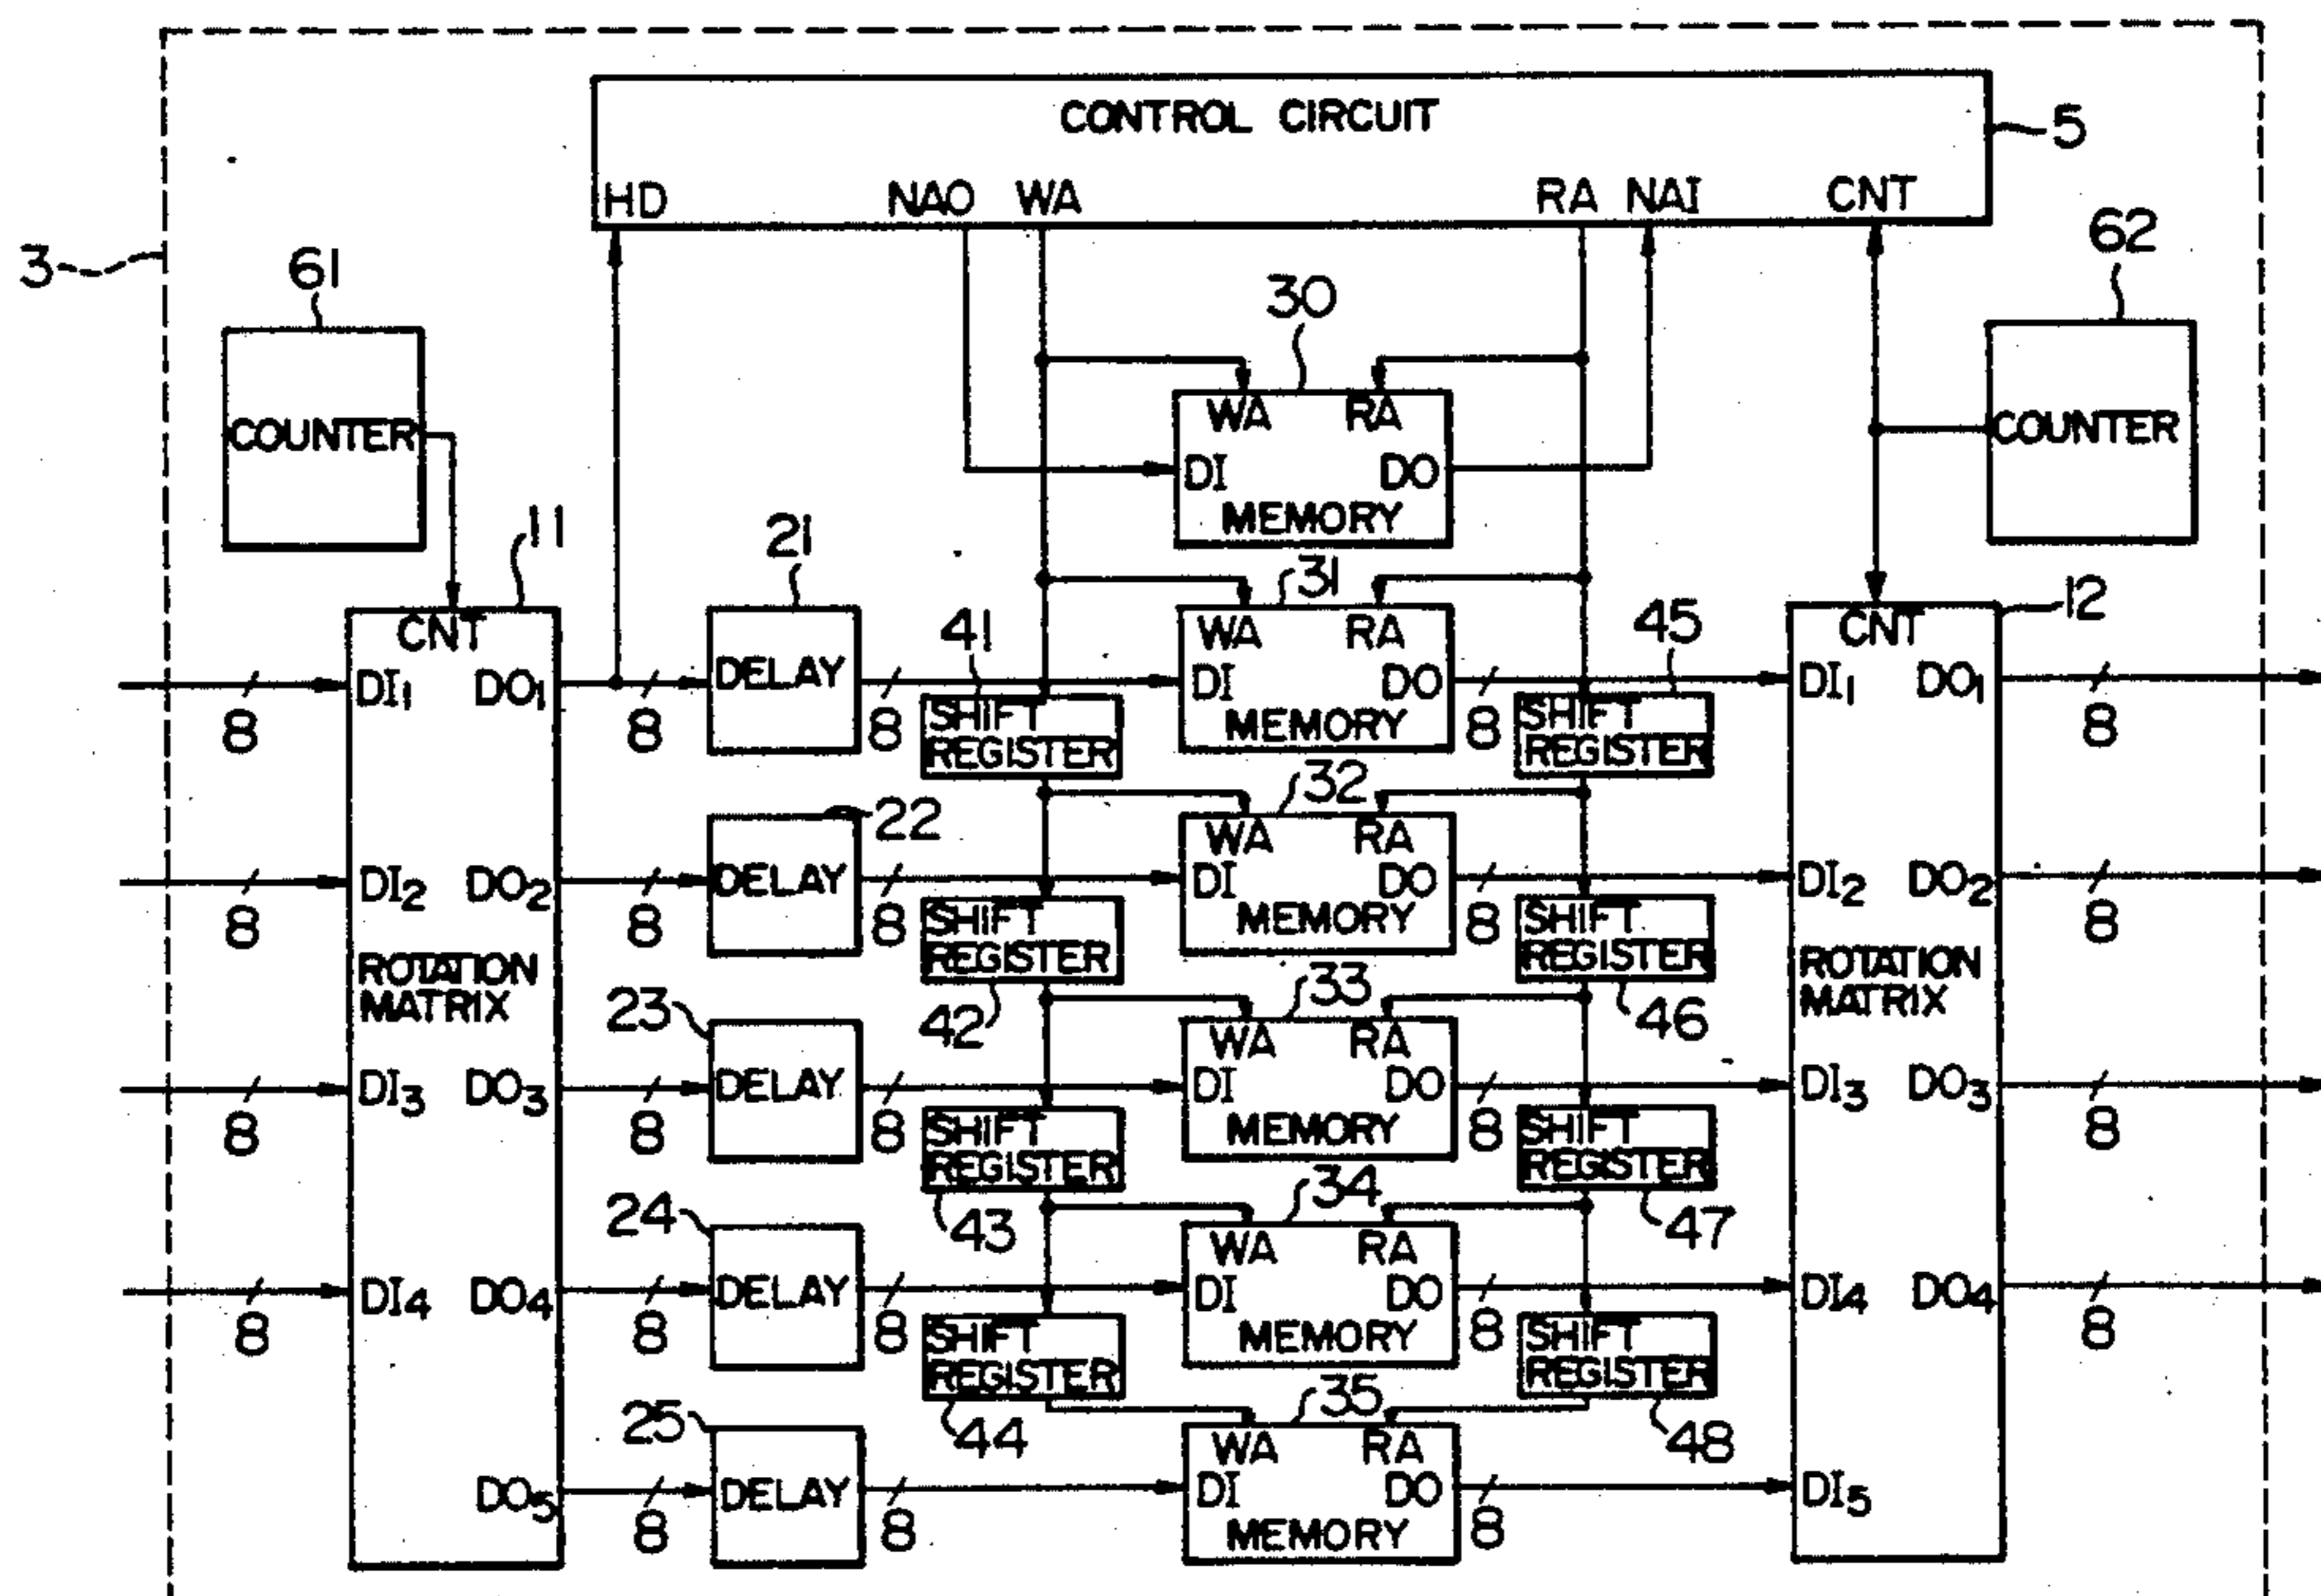 CONTROL CIRCUIT
5
HD NAO WA RA NAI CNT
3
61
62
30
COUNTER
WA RA
COUNTER
DI DO
MEMORY
11
21
31
12
41
45
CNT
WA RA
CNT
DI1 DO1
DELAY
DI DO
DI1 DO1
8 8 8
SHIFT REGISTER
MEMORY
8
SHIFT REGISTER
8
22
32
WA RA
DI2 DO2
DELAY
DI DO
DI2 DO2
8 8 8
SHIFT REGISTER
MEMORY
8
SHIFT REGISTER
8
ROTATION
MATRIX
ROTATION
MATRIX
23
42
33
46
WA RA
DI3 DO3
DELAY
DI DO
DI3 DO3
8 8 8
SHIFT REGISTER
MEMORY
8
SHIFT REGISTER
8
24
43
34
47
WA RA
DI4 DO4
DELAY
DI DO
DI4 DO4
8 8 8
SHIFT REGISTER
MEMORY
8
SHIFT REGISTER
8
25
44
35
48
WA RA
DO5
DELAY
DI DO
DI5
8 8
MEMORY
8